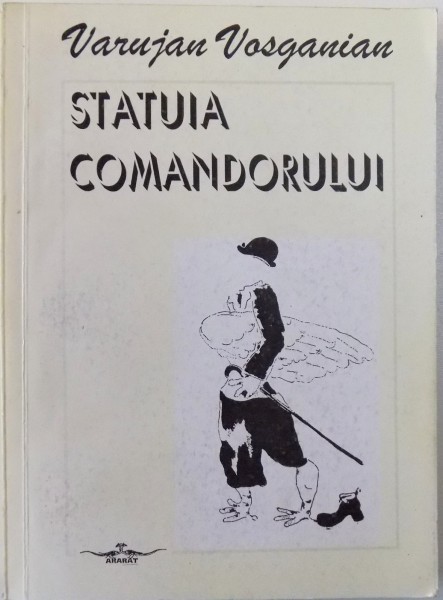 Varujan Vosganian
STATUIA
COMANDORULUI
ARARAT